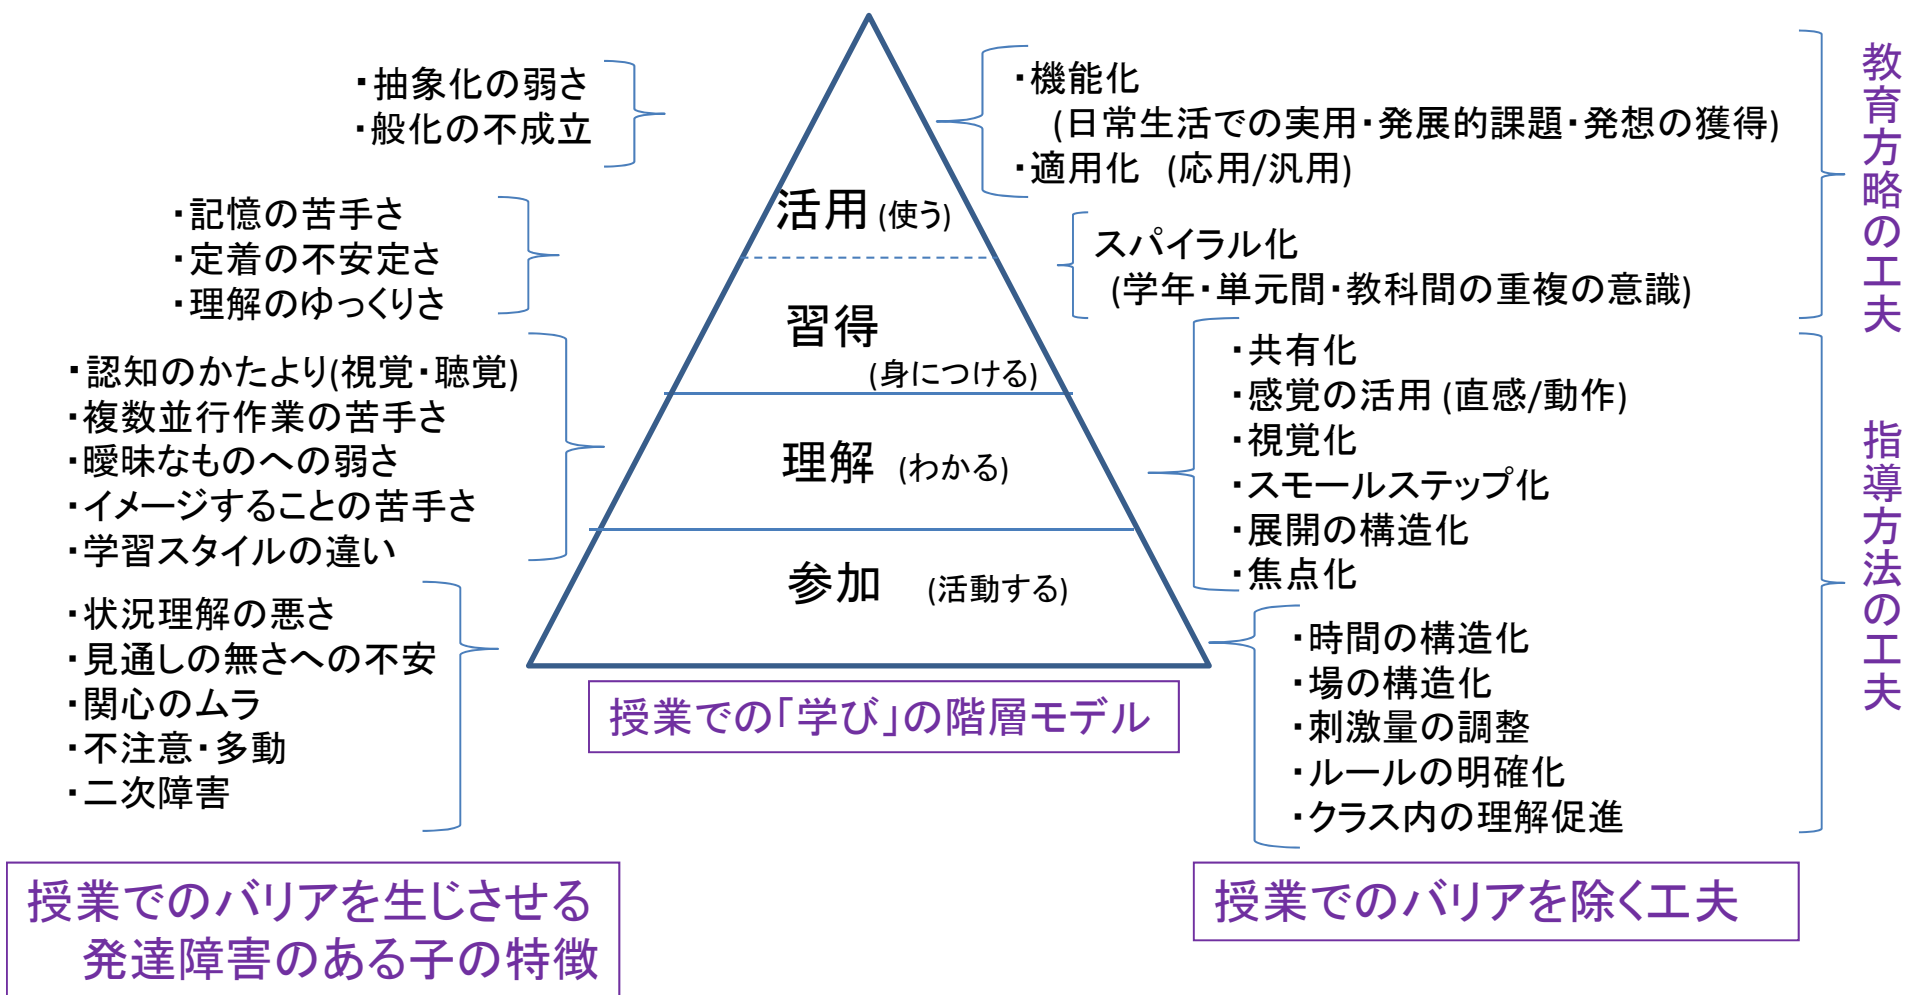 ・抽象化の弱さ
・般化の不成立
・記憶の苦手さ
・定着の不安定さ
・理解のゆっくりさ
・認知のかたより(視覚・聴覚)
・複数並行作業の苦手さ
・曖昧なものへの弱さ
・イメージすることの苦手さ
・学習スタイルの違い
・状況理解の悪さ
・見通しの無さへの不安
・関心のムラ
・不注意・多動
・二次障害
授業でのバリアを生じさせる
発達障害のある子の特徴
活用 (使う)
習得
(身につける)
理解 (わかる)
参加 (活動する)
授業での「学び」の階層モデル
・機能化
(日常生活での実用・発展的課題・発想の獲得)
・適用化 (応用/汎用)
スパイラル化
(学年・単元間・教科間の重複の意識)
・共有化
・感覚の活用 (直感/動作)
・視覚化
・スモールステップ化
・展開の構造化
・焦点化
・時間の構造化
・場の構造化
・刺激量の調整
・ルールの明確化
・クラス内の理解促進
授業でのバリアを除く工夫
教育方略の工夫
指導方法の工夫